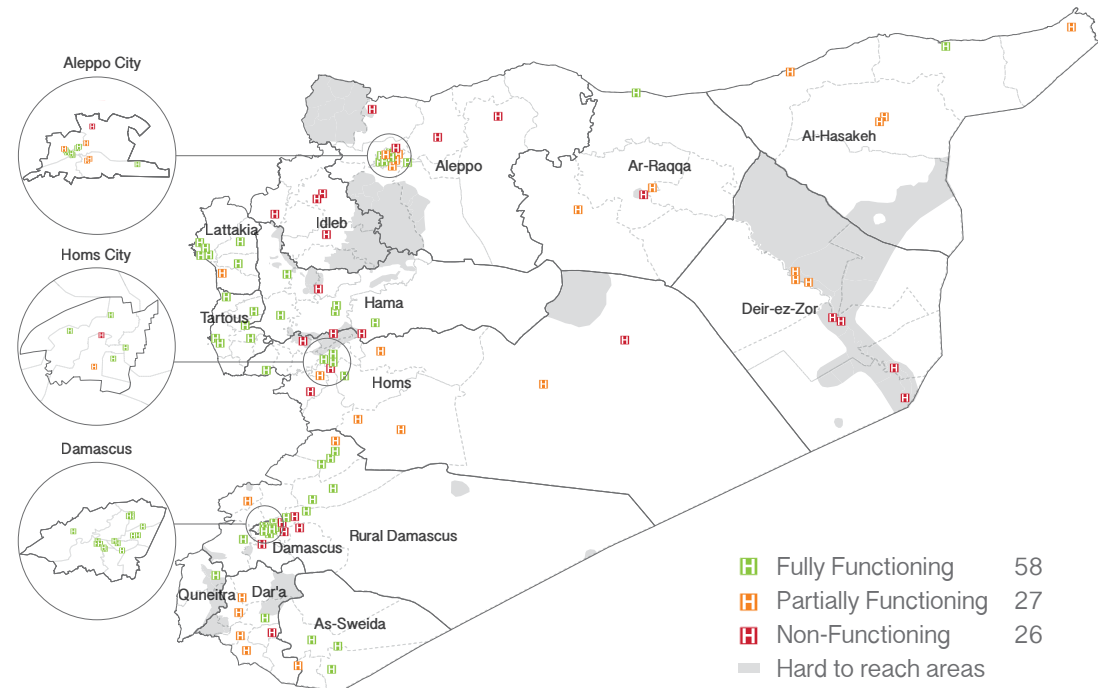 Aleppo City
Al-Hasakeh
Aleppo
Ar-Raqqa
Idleb
Lattakia
Homs City
Hama
Deir-ez-Zor
Tartous
Homs
Damascus
Rural Damascus
Damascus
Quneitra
Dar'a
As-Sweida
H Fully Functioning 58
H Partially Functioning 27
H Non-Functioning 26
Hard to reach areas